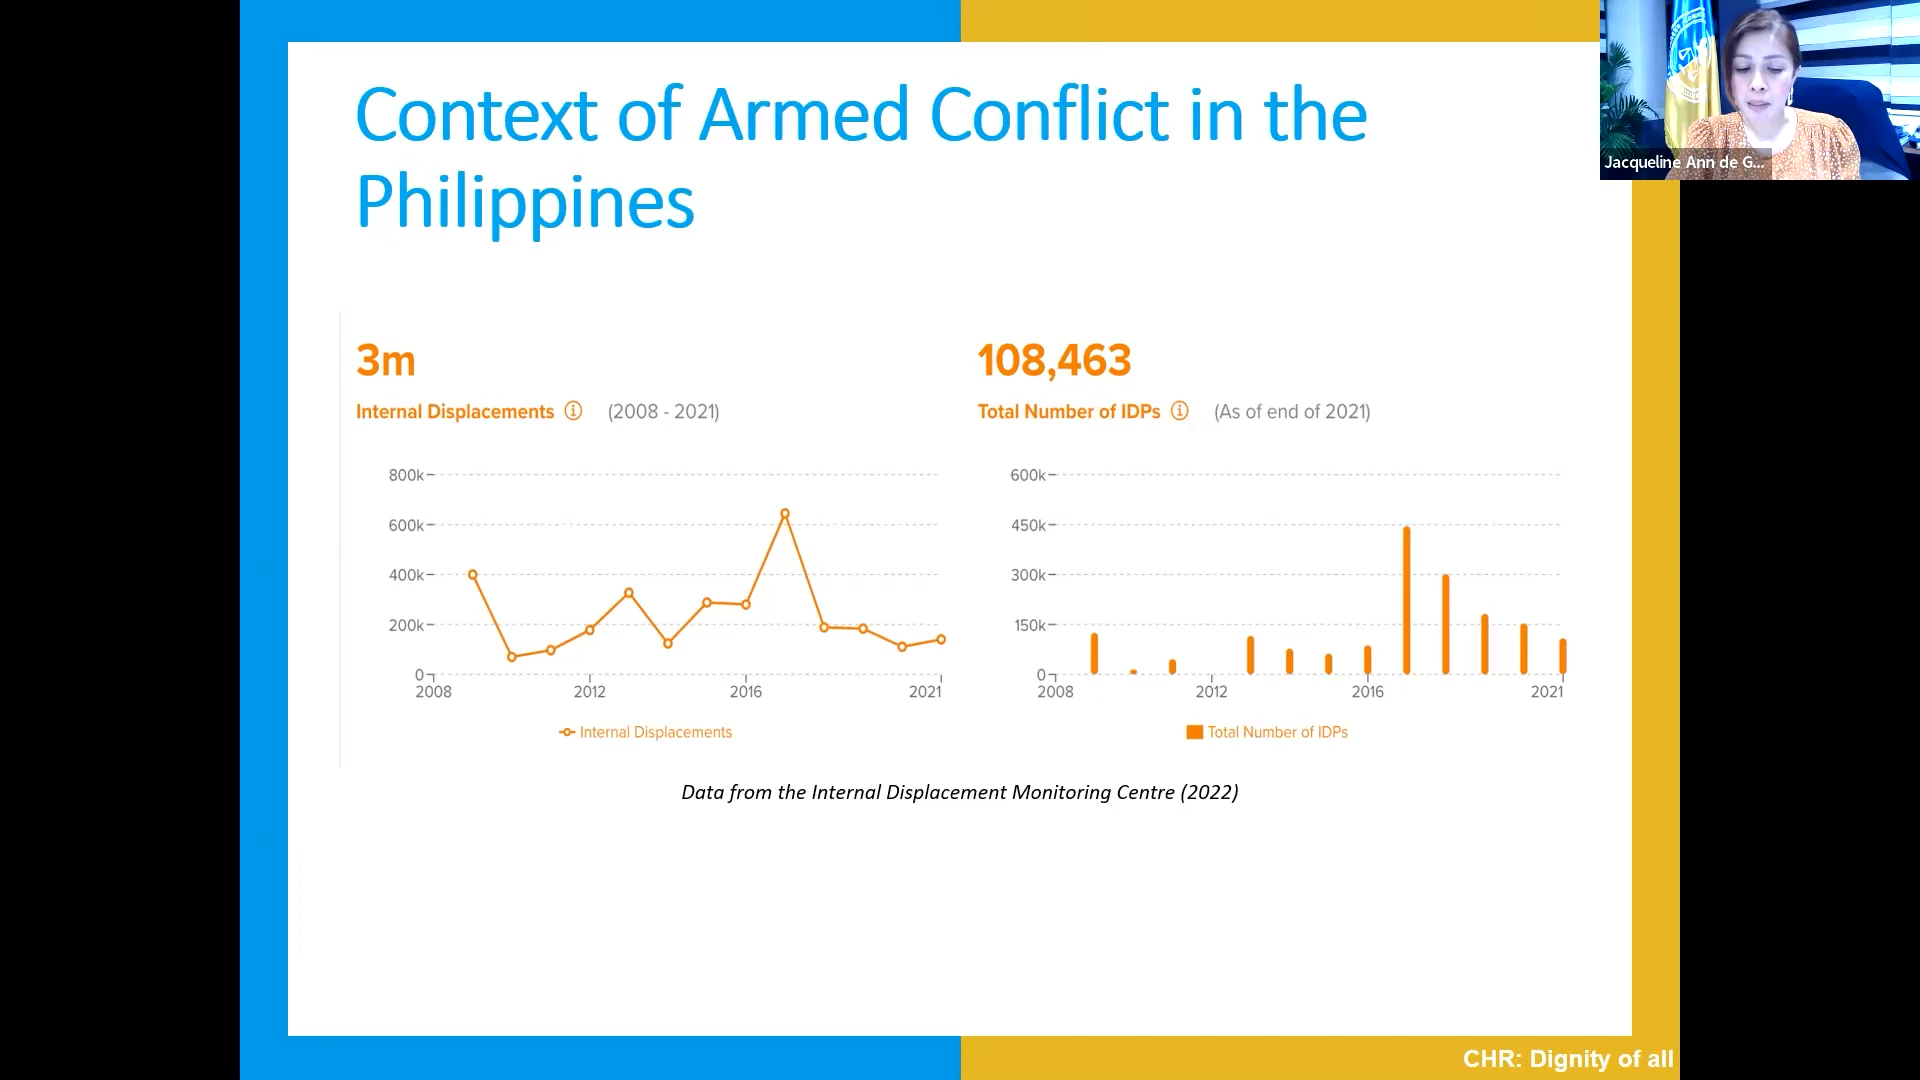 Context of Armed Conflict in the
Philippines
Jacqueline Ann de G...
3m
Internal Displacements (2008 - 2021)
800k
600k
400k
200k
0
2008 2012 2016 2021
Internal Displacements
108,463
Total Number of IDPs (As of end of 2021)
600k
450k
300k
150k
0
2008 2012 2016 2021
Total Number of IDPs
Data from the Internal Displacement Monitoring Centre (2022)
CHR: Dignity of all